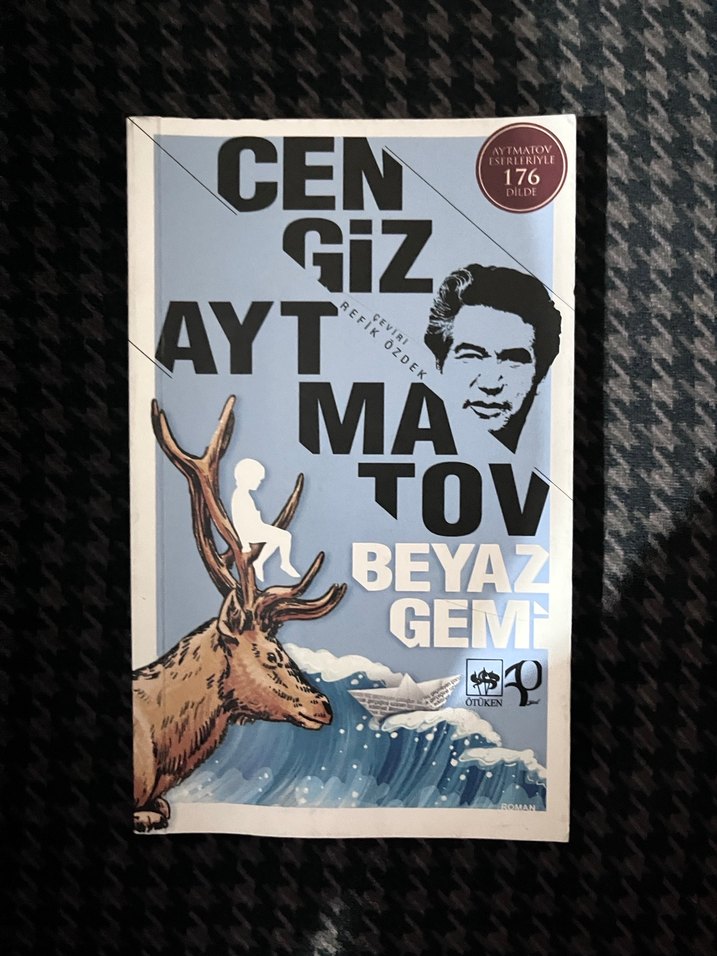 CEN
GİZ
AYT
MA
TOV
AYTMATOV
ESERLERİYLE
176
DİLDE
ÇEVİRİ
REFİK ÖZDEK
BEYAZ
GEMİ
ÖTÜKEN
ROMAN